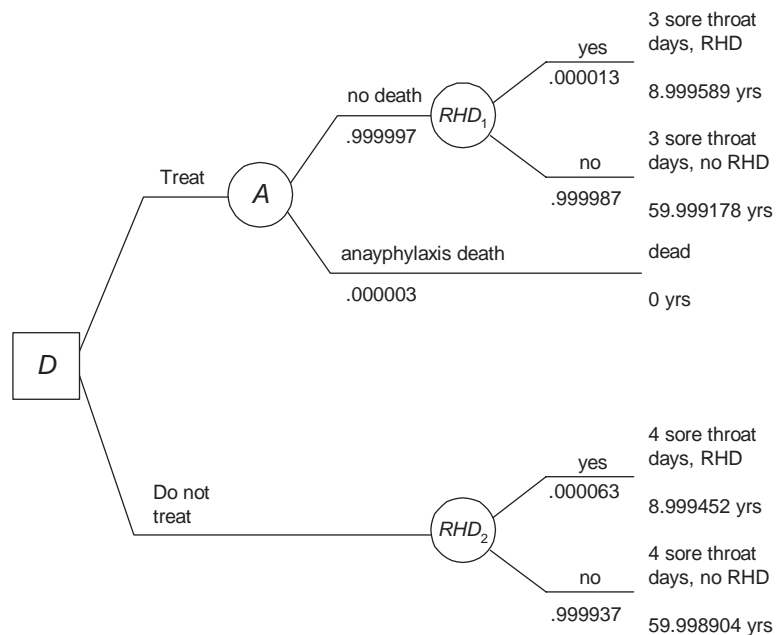 3 sore throat
days, RHD
yes
.000013
8.999589 yrs
no death
RHD1
.999997
3 sore throat
days, no RHD
no
.999987
59.999178 yrs
Treat
A
anayphylaxis death
dead
.000003
0 yrs
D
4 sore throat
days, RHD
yes
.000063
8.999452 yrs
Do not
treat
RHD2
4 sore throat
days, no RHD
no
.999937
59.998904 yrs